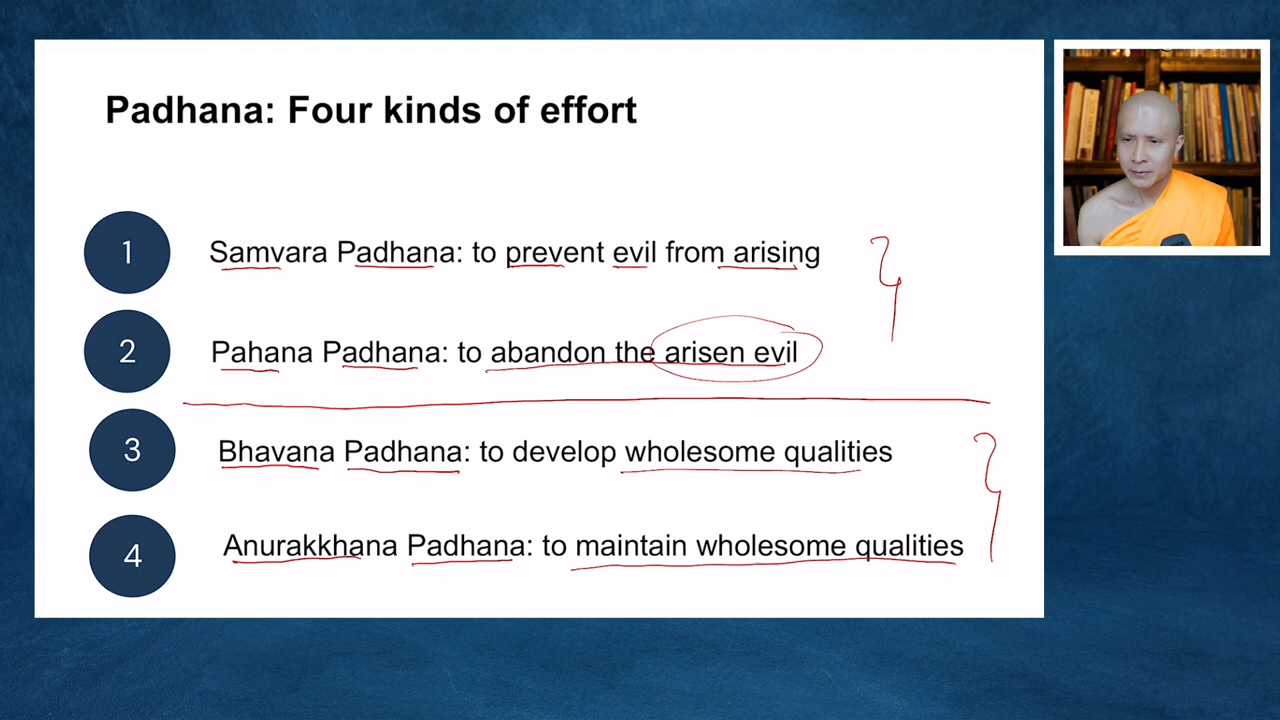 Padhana: Four kinds of effort
1 Samvara Padhana: to prevent evil from arising
2 Pahana Padhana: to abandon the arisen evil
3 Bhavana Padhana: to develop wholesome qualities
4 Anurakkhana Padhana: to maintain wholesome qualities